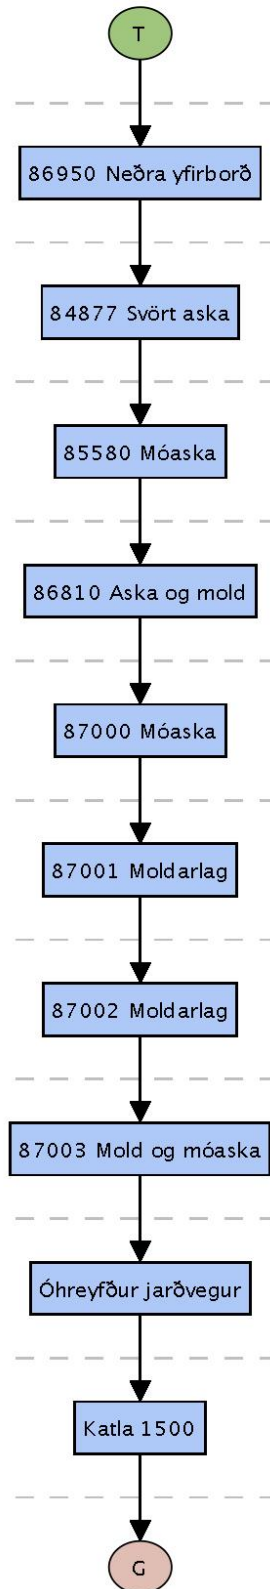 T
86950 Neðra yfirborð
84877 Svört aska
85580 Móaska
86810 Aska og mold
87000 Móaska
87001 Moldarlag
87002 Moldarlag
87003 Mold og móaska
Óhreyfður jarðvegur
Katla 1500
G